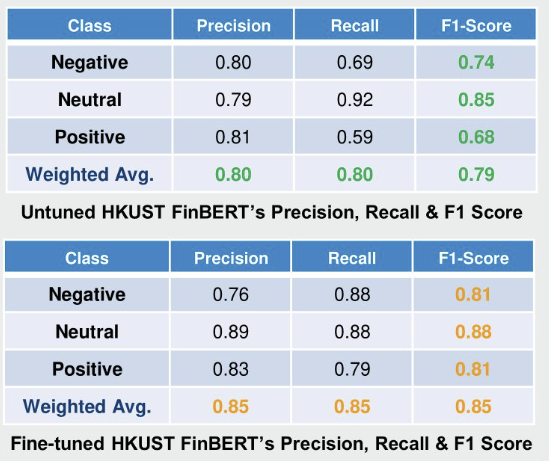 Class Precision Recall F1-Score
Negative 0.80 0.69 0.74
Neutral 0.79 0.92 0.85
Positive 0.81 0.59 0.68
Weighted Avg. 0.80 0.80 0.79
Untuned HKUST FinBERT's Precision, Recall & F1 Score
Class Precision Recall F1-Score
Negative 0.76 0.88 0.81
Neutral 0.89 0.88 0.88
Positive 0.83 0.79 0.81
Weighted Avg. 0.85 0.85 0.85
Fine-tuned HKUST FinBERT's Precision, Recall & F1 Score